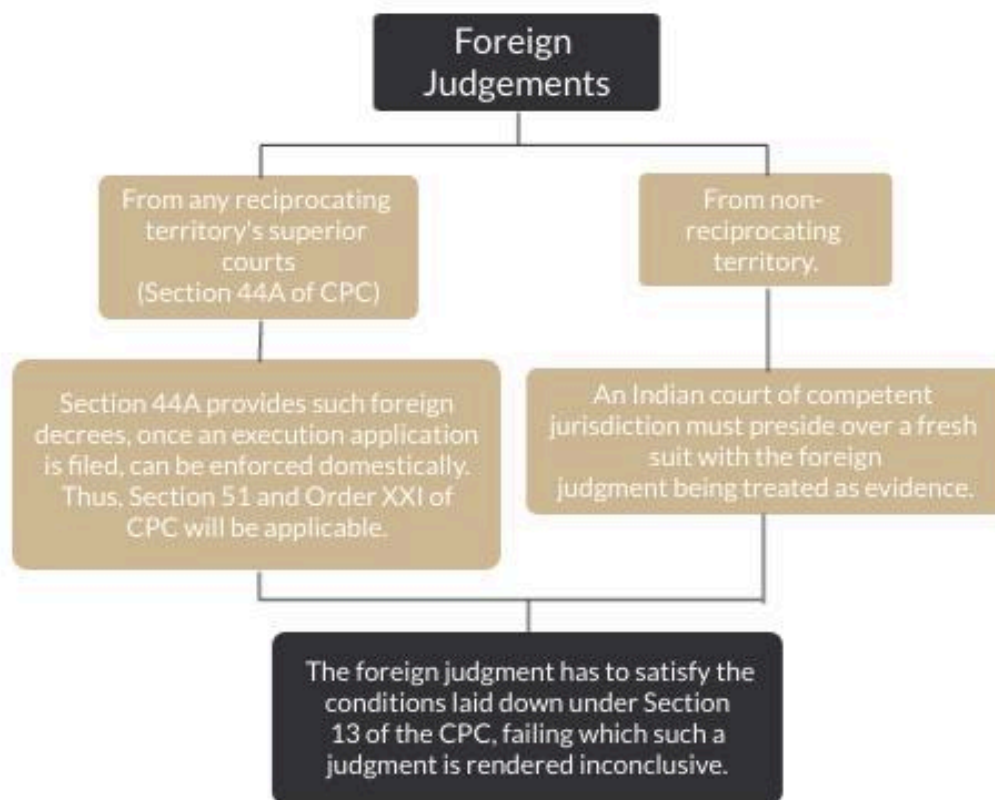 Foreign
Judgements
From any reciprocating
territory's superior
courts
(Section 44A of CPC)
From non-
reciprocating
territory.
Section 44A provides such foreign
decrees, once an execution application
is filed, can be enforced domestically.
Thus, Section 51 and Order XXI of
CPC will be applicable.
An Indian court of competent
jurisdiction must preside over a fresh
suit with the foreign
judgment being treated as evidence.
The foreign judgment has to satisfy the
conditions laid down under Section
13 of the CPC, failing which such a
judgment is rendered inconclusive.